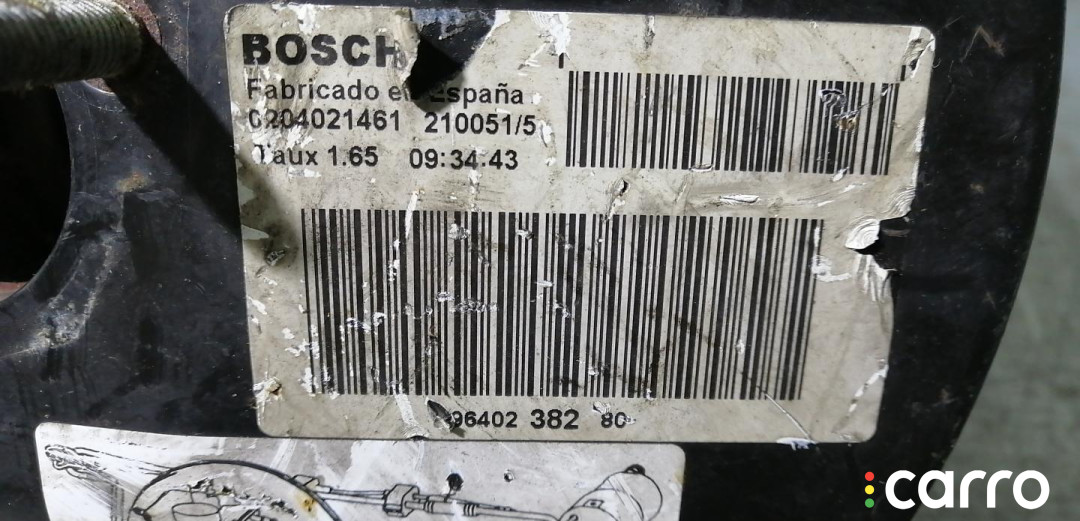 BOSCH
Fabricado en España
0204021461 210051/5
Taux 1.65 09:34:43
96402 382 80
carro